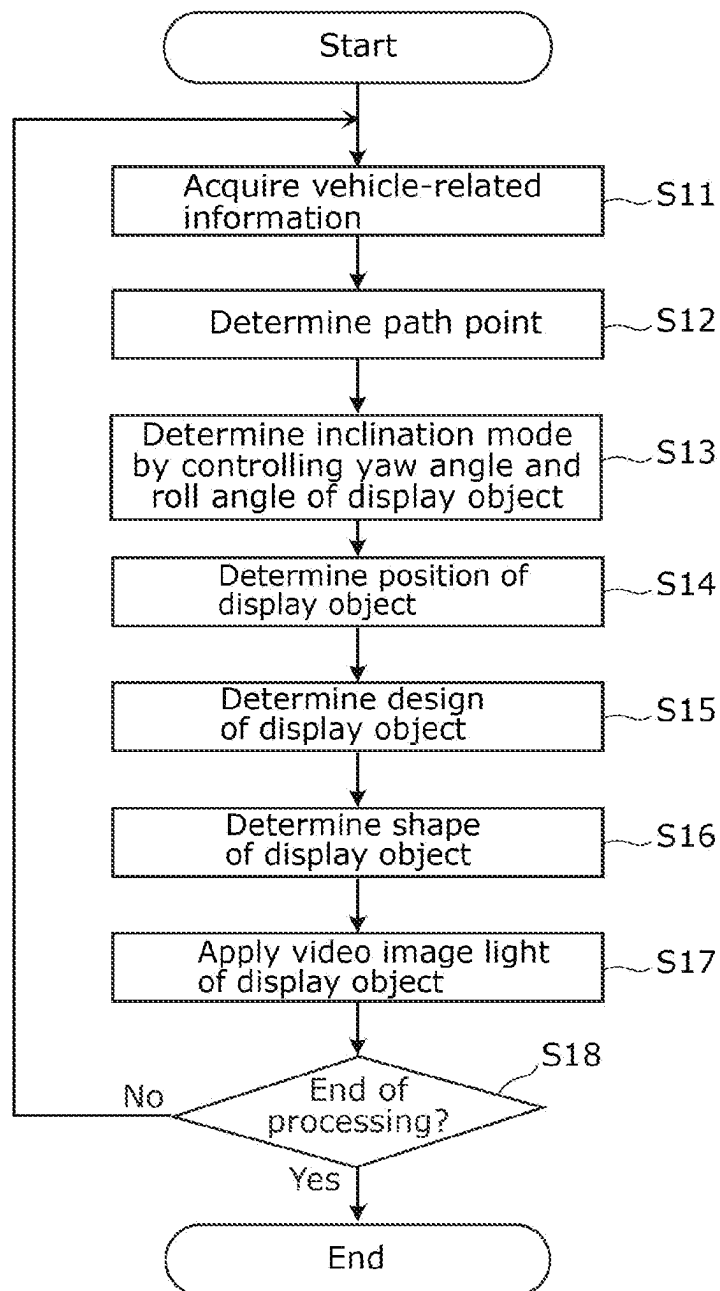 Start
Acquire vehicle-related
information
S11
Determine path point
S12
Determine inclination mode
by controlling yaw angle and
roll angle of display object
S13
Determine position of
display object
S14
Determine design
of display object
S15
Determine shape
of display object
S16
Apply video image light
of display object
S17
S18
End of
processing?
No
Yes
End